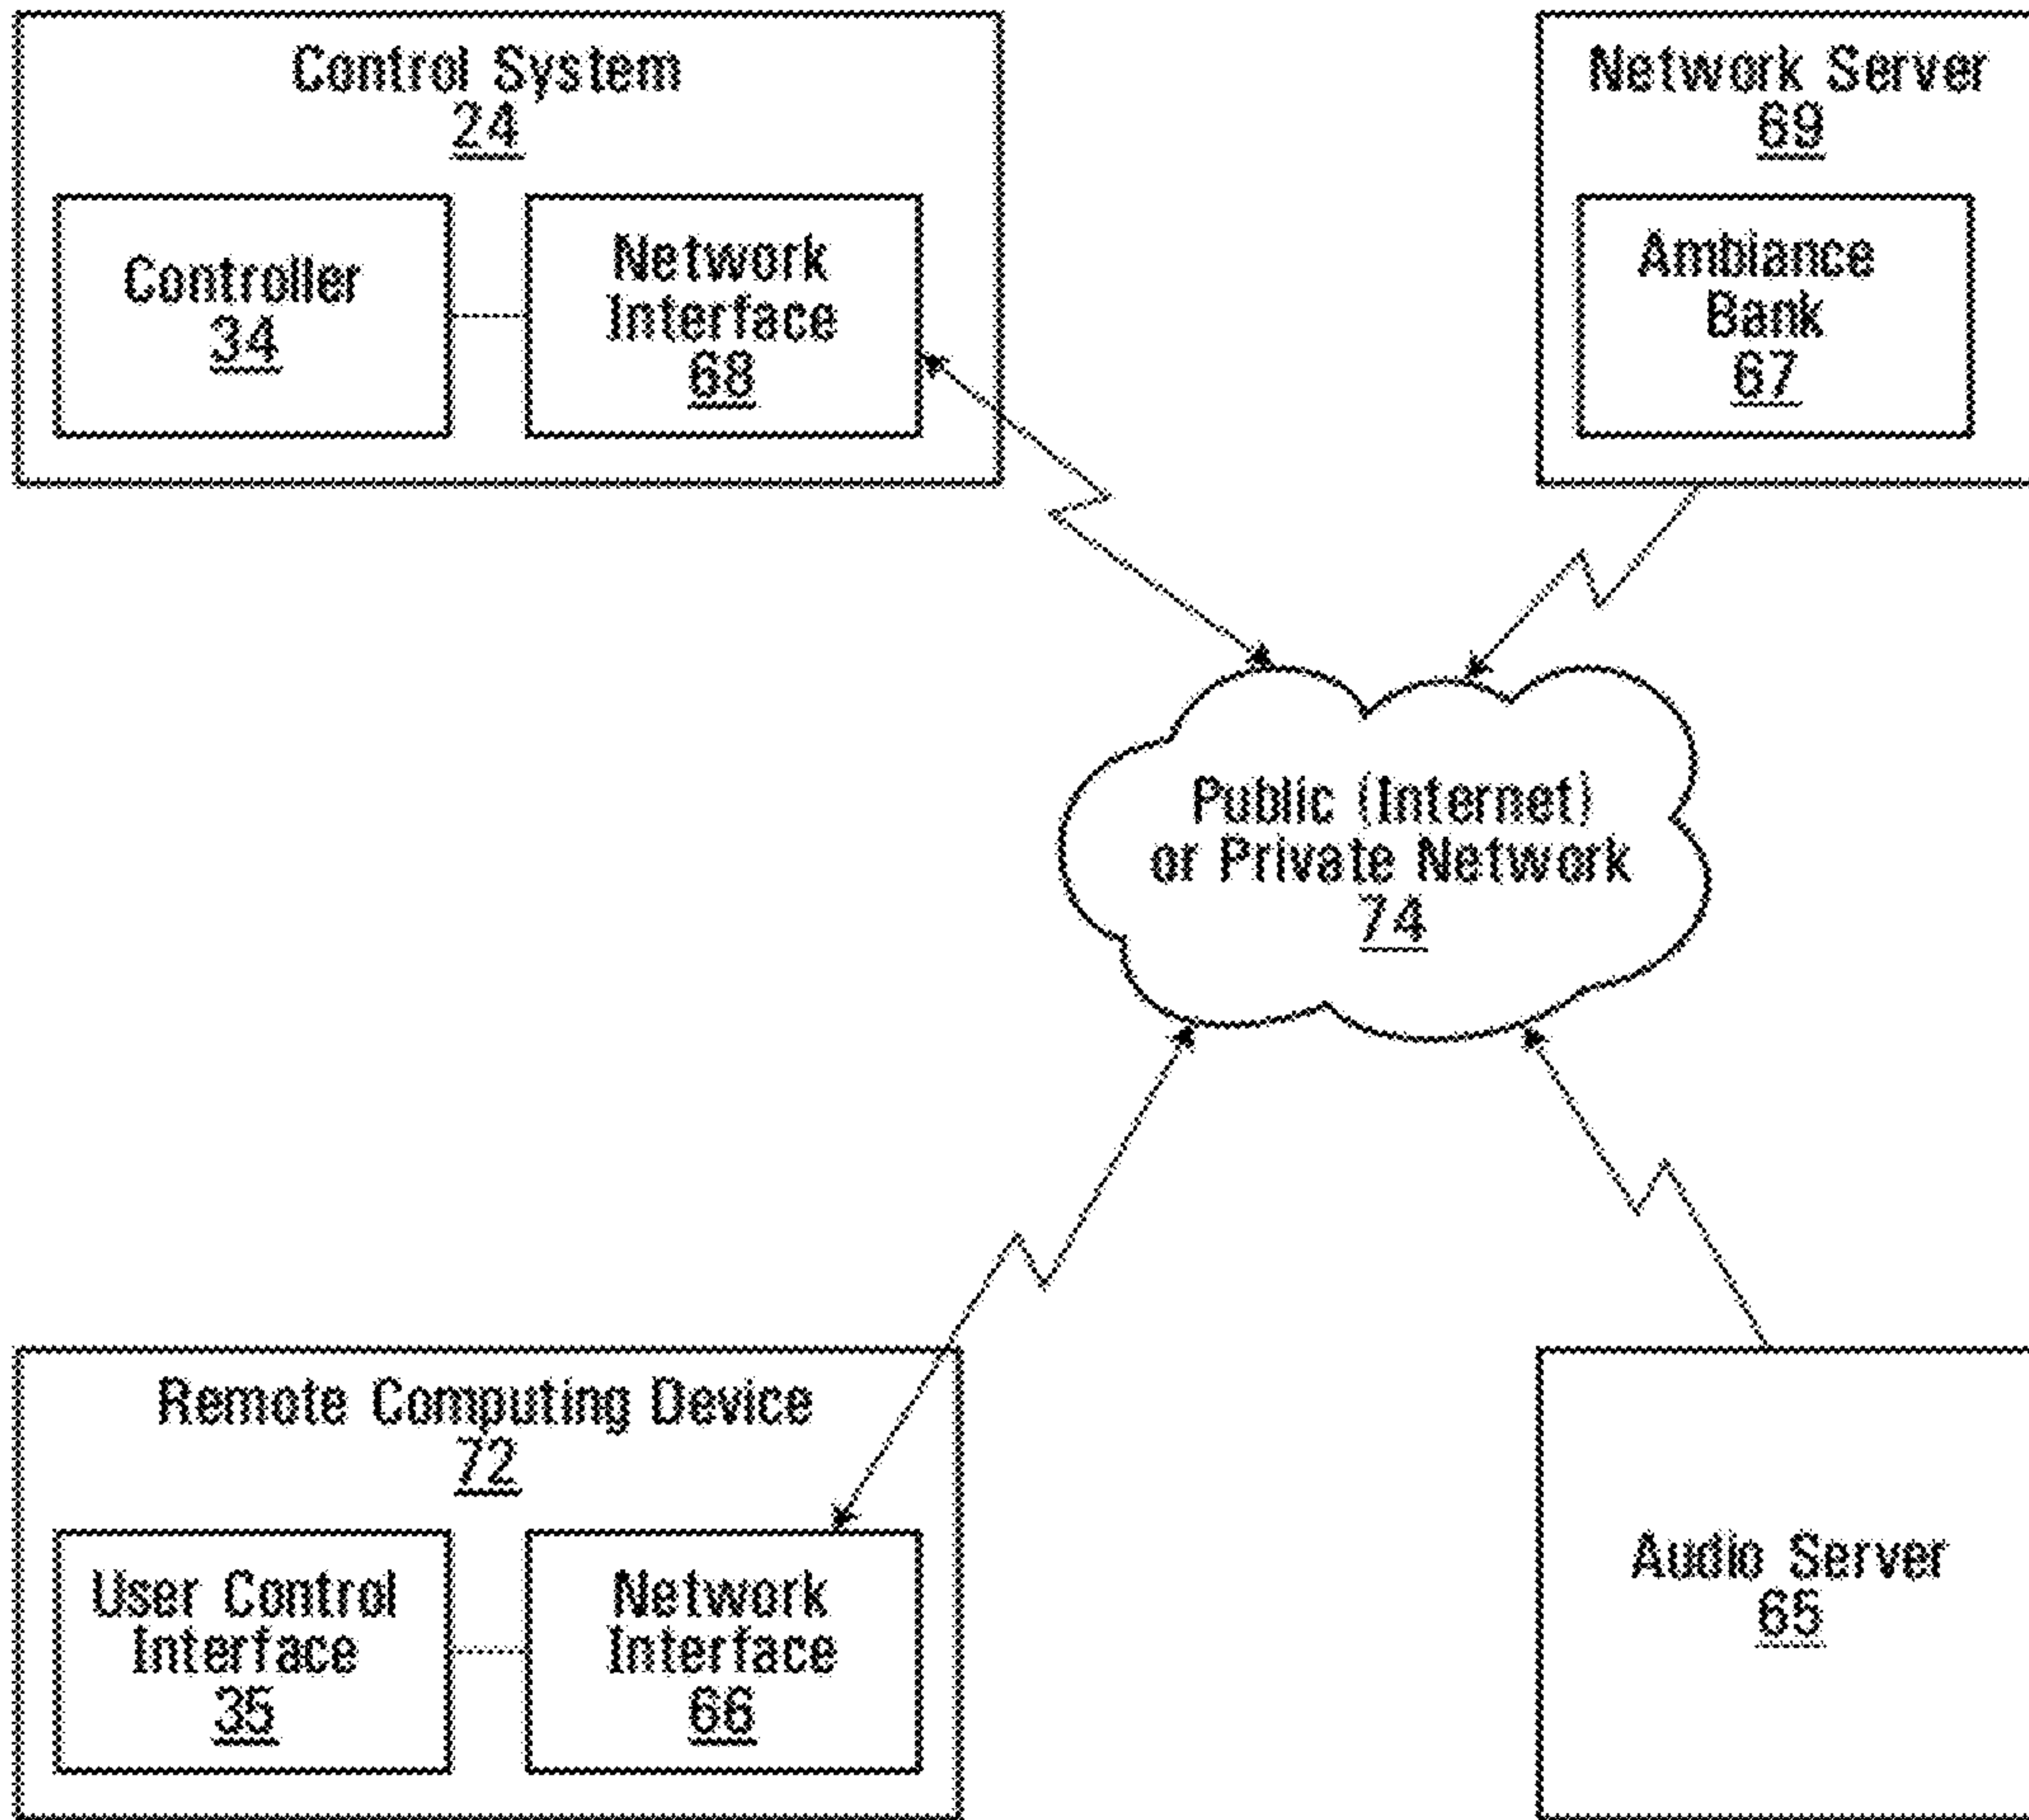 Control System
24
Controller
34
Network
Interface
68
Network Server
69
Ambiance
Bank
67
Public (Internet)
or Private Network
74
Remote Computing Device
72
User Control
Interface
35
Network
Interface
66
Audio Server
65